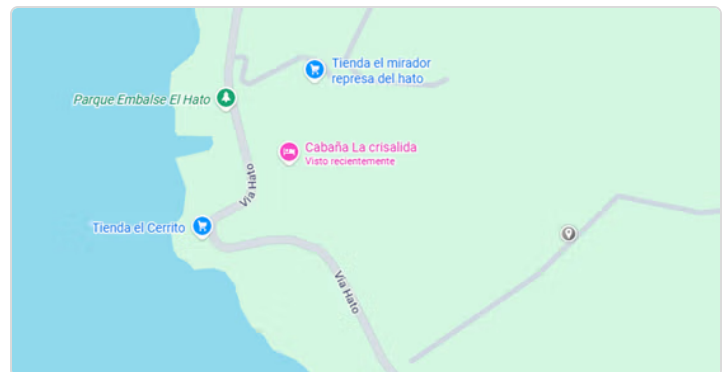 Tienda el mirador
represa del hato
Parque Embalse El Hato
Cabaña La crisalida
Visto recientemente
Vía Hato
Tienda el Cerrito
Vía Hato